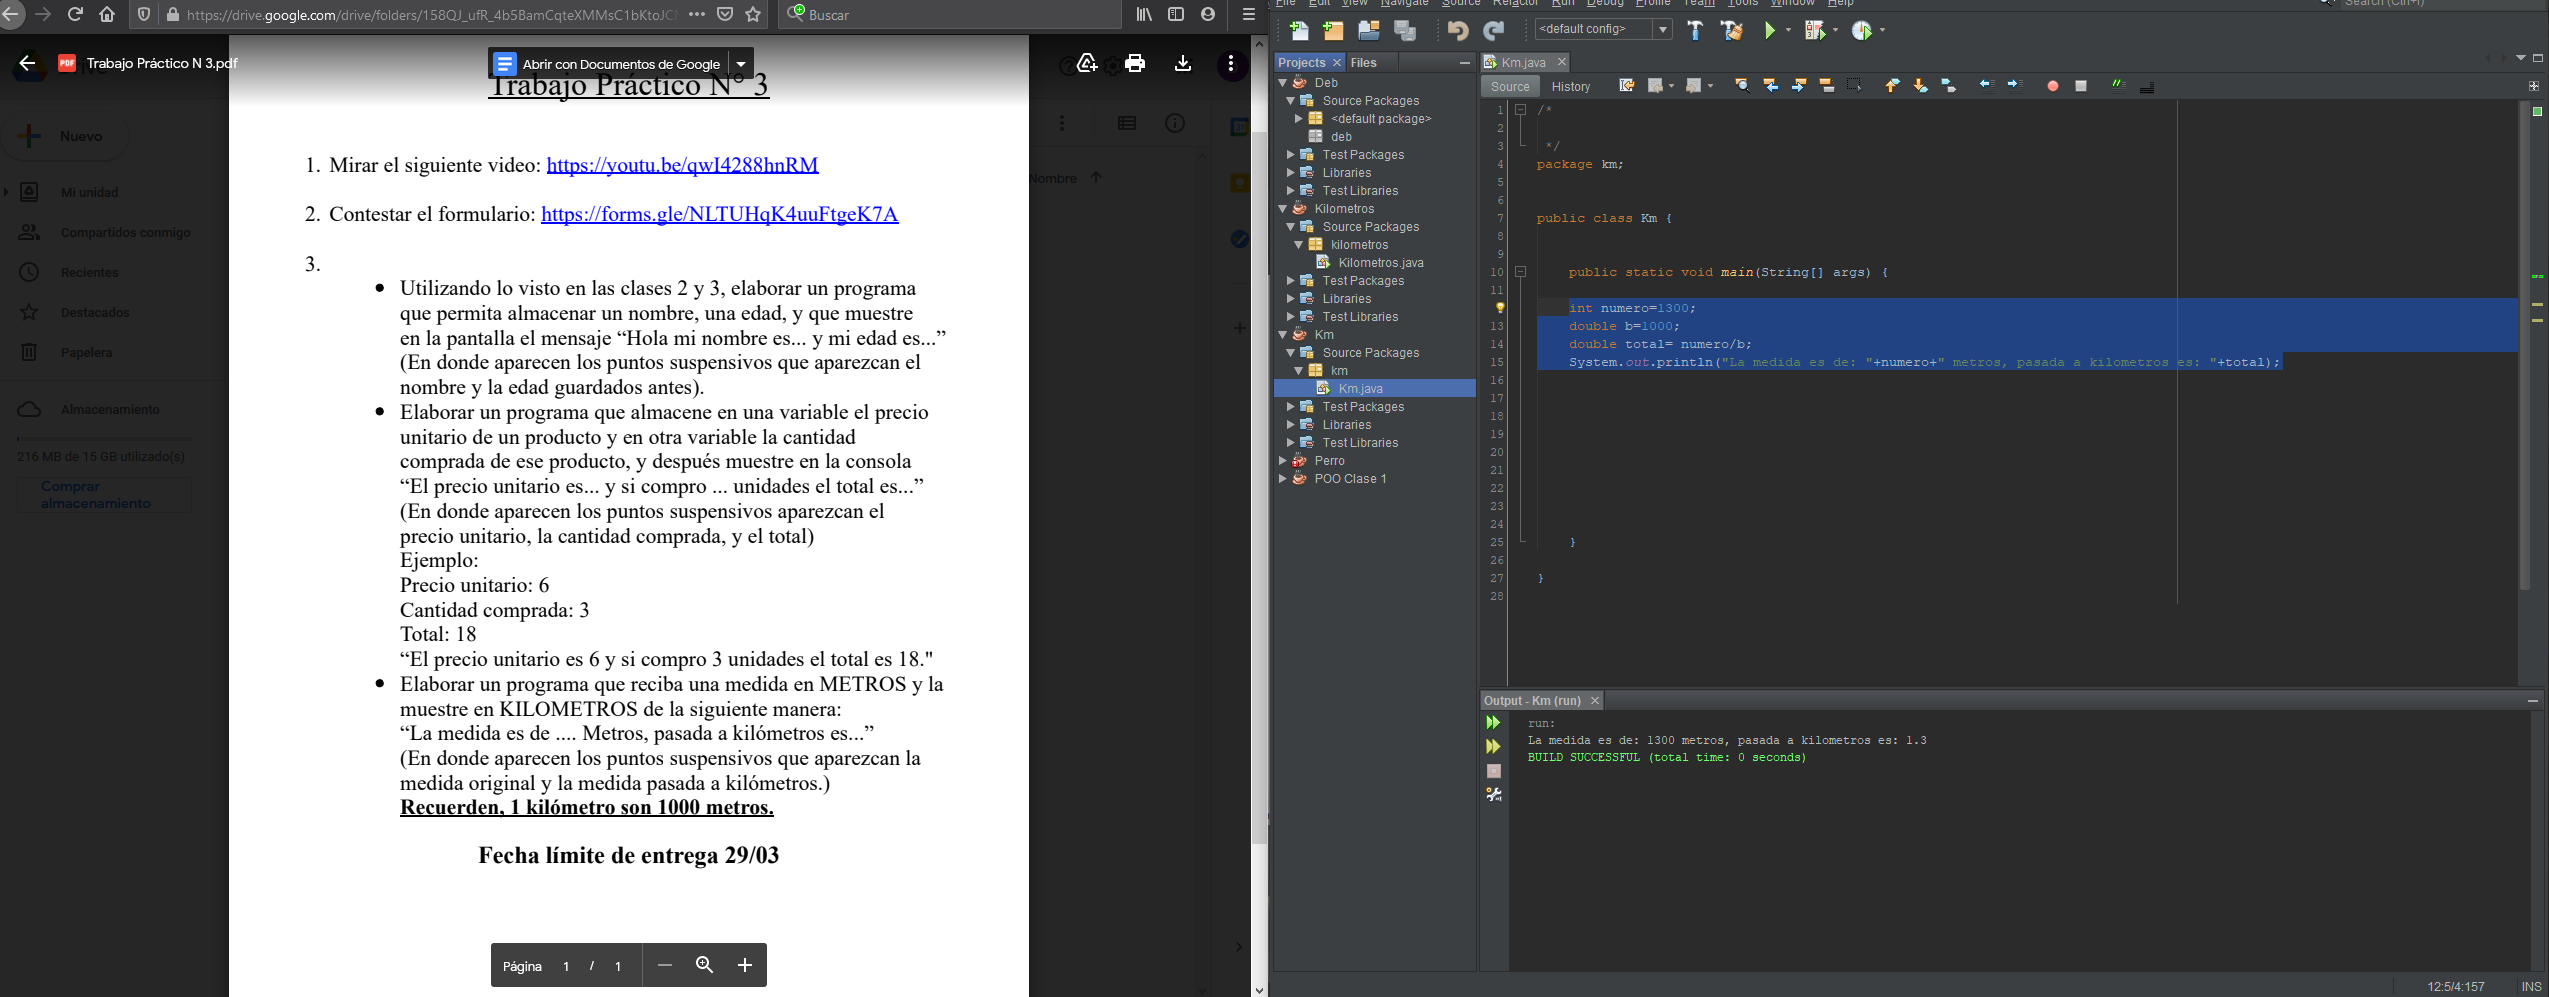 https://drive.google.com/drive/folders/158QJ_ufR_4b5BamCqteXMMsC1bKtoJC
Buscar
Trabajo Práctico N 3.pdf
Abrir con Documentos de Google
Nuevo
Mi unidad
Compartidos conmigo
Recientes
Destacados
Papelera
Almacenamiento
216 MB de 15 GB utilizado(s)
Comprar
almacenamiento
Nombre
Trabajo Práctico N° 3
1. Mirar el siguiente video: https://youtu.be/qwI4288hnRM
2. Contestar el formulario: https://forms.gle/NLTUHqK4uuFtgeK7A
3.
• Utilizando lo visto en las clases 2 y 3, elaborar un programa
que permita almacenar un nombre, una edad, y que muestre
en la pantalla el mensaje “Hola mi nombre es... y mi edad es...”
(En donde aparecen los puntos suspensivos que aparezcan el
nombre y la edad guardados antes).
• Elaborar un programa que almacene en una variable el precio
unitario de un producto y en otra variable la cantidad
comprada de ese producto, y después muestre en la consola
“El precio unitario es... y si compro ... unidades el total es...”
(En donde aparecen los puntos suspensivos aparezcan el
precio unitario, la cantidad comprada, y el total)
Ejemplo:
Precio unitario: 6
Cantidad comprada: 3
Total: 18
“El precio unitario es 6 y si compro 3 unidades el total es 18."
• Elaborar un programa que reciba una medida en METROS y la
muestre en KILOMETROS de la siguiente manera:
“La medida es de .... Metros, pasada a kilómetros es...”
(En donde aparecen los puntos suspensivos que aparezcan la
medida original y la medida pasada a kilómetros.)
Recuerden, 1 kilómetro son 1000 metros.
Fecha límite de entrega 29/03
Página 1 / 1
File Edit View Navigate Source Refactor Run Debug Profile Team Tools Window Help
Search (Ctrl+I)
<default config>
Projects
Files
Deb
Source Packages
<default package>
deb
Test Packages
Libraries
Test Libraries
Kilometros
Source Packages
kilometros
Kilometros.java
Test Packages
Libraries
Test Libraries
Km
Source Packages
km
Km.java
Test Packages
Libraries
Test Libraries
Perro
POO Clase 1
Km.java
Source History
1 /*
2
3 */
4 package km;
5
6
7 public class Km {
8
9
10 public static void main(String[] args) {
11
int numero=1300;
13 double b=1000;
14 double total= numero/b;
15 System.out.println("La medida es de: "+numero+" metros, pasada a kilometros es: "+total);
16
17
18
19
20
21
22
23
24
25 }
26
27 }
28
Output - Km (run)
run:
La medida es de: 1300 metros, pasada a kilometros es: 1.3
BUILD SUCCESSFUL (total time: 0 seconds)
12:5/4:157 INS